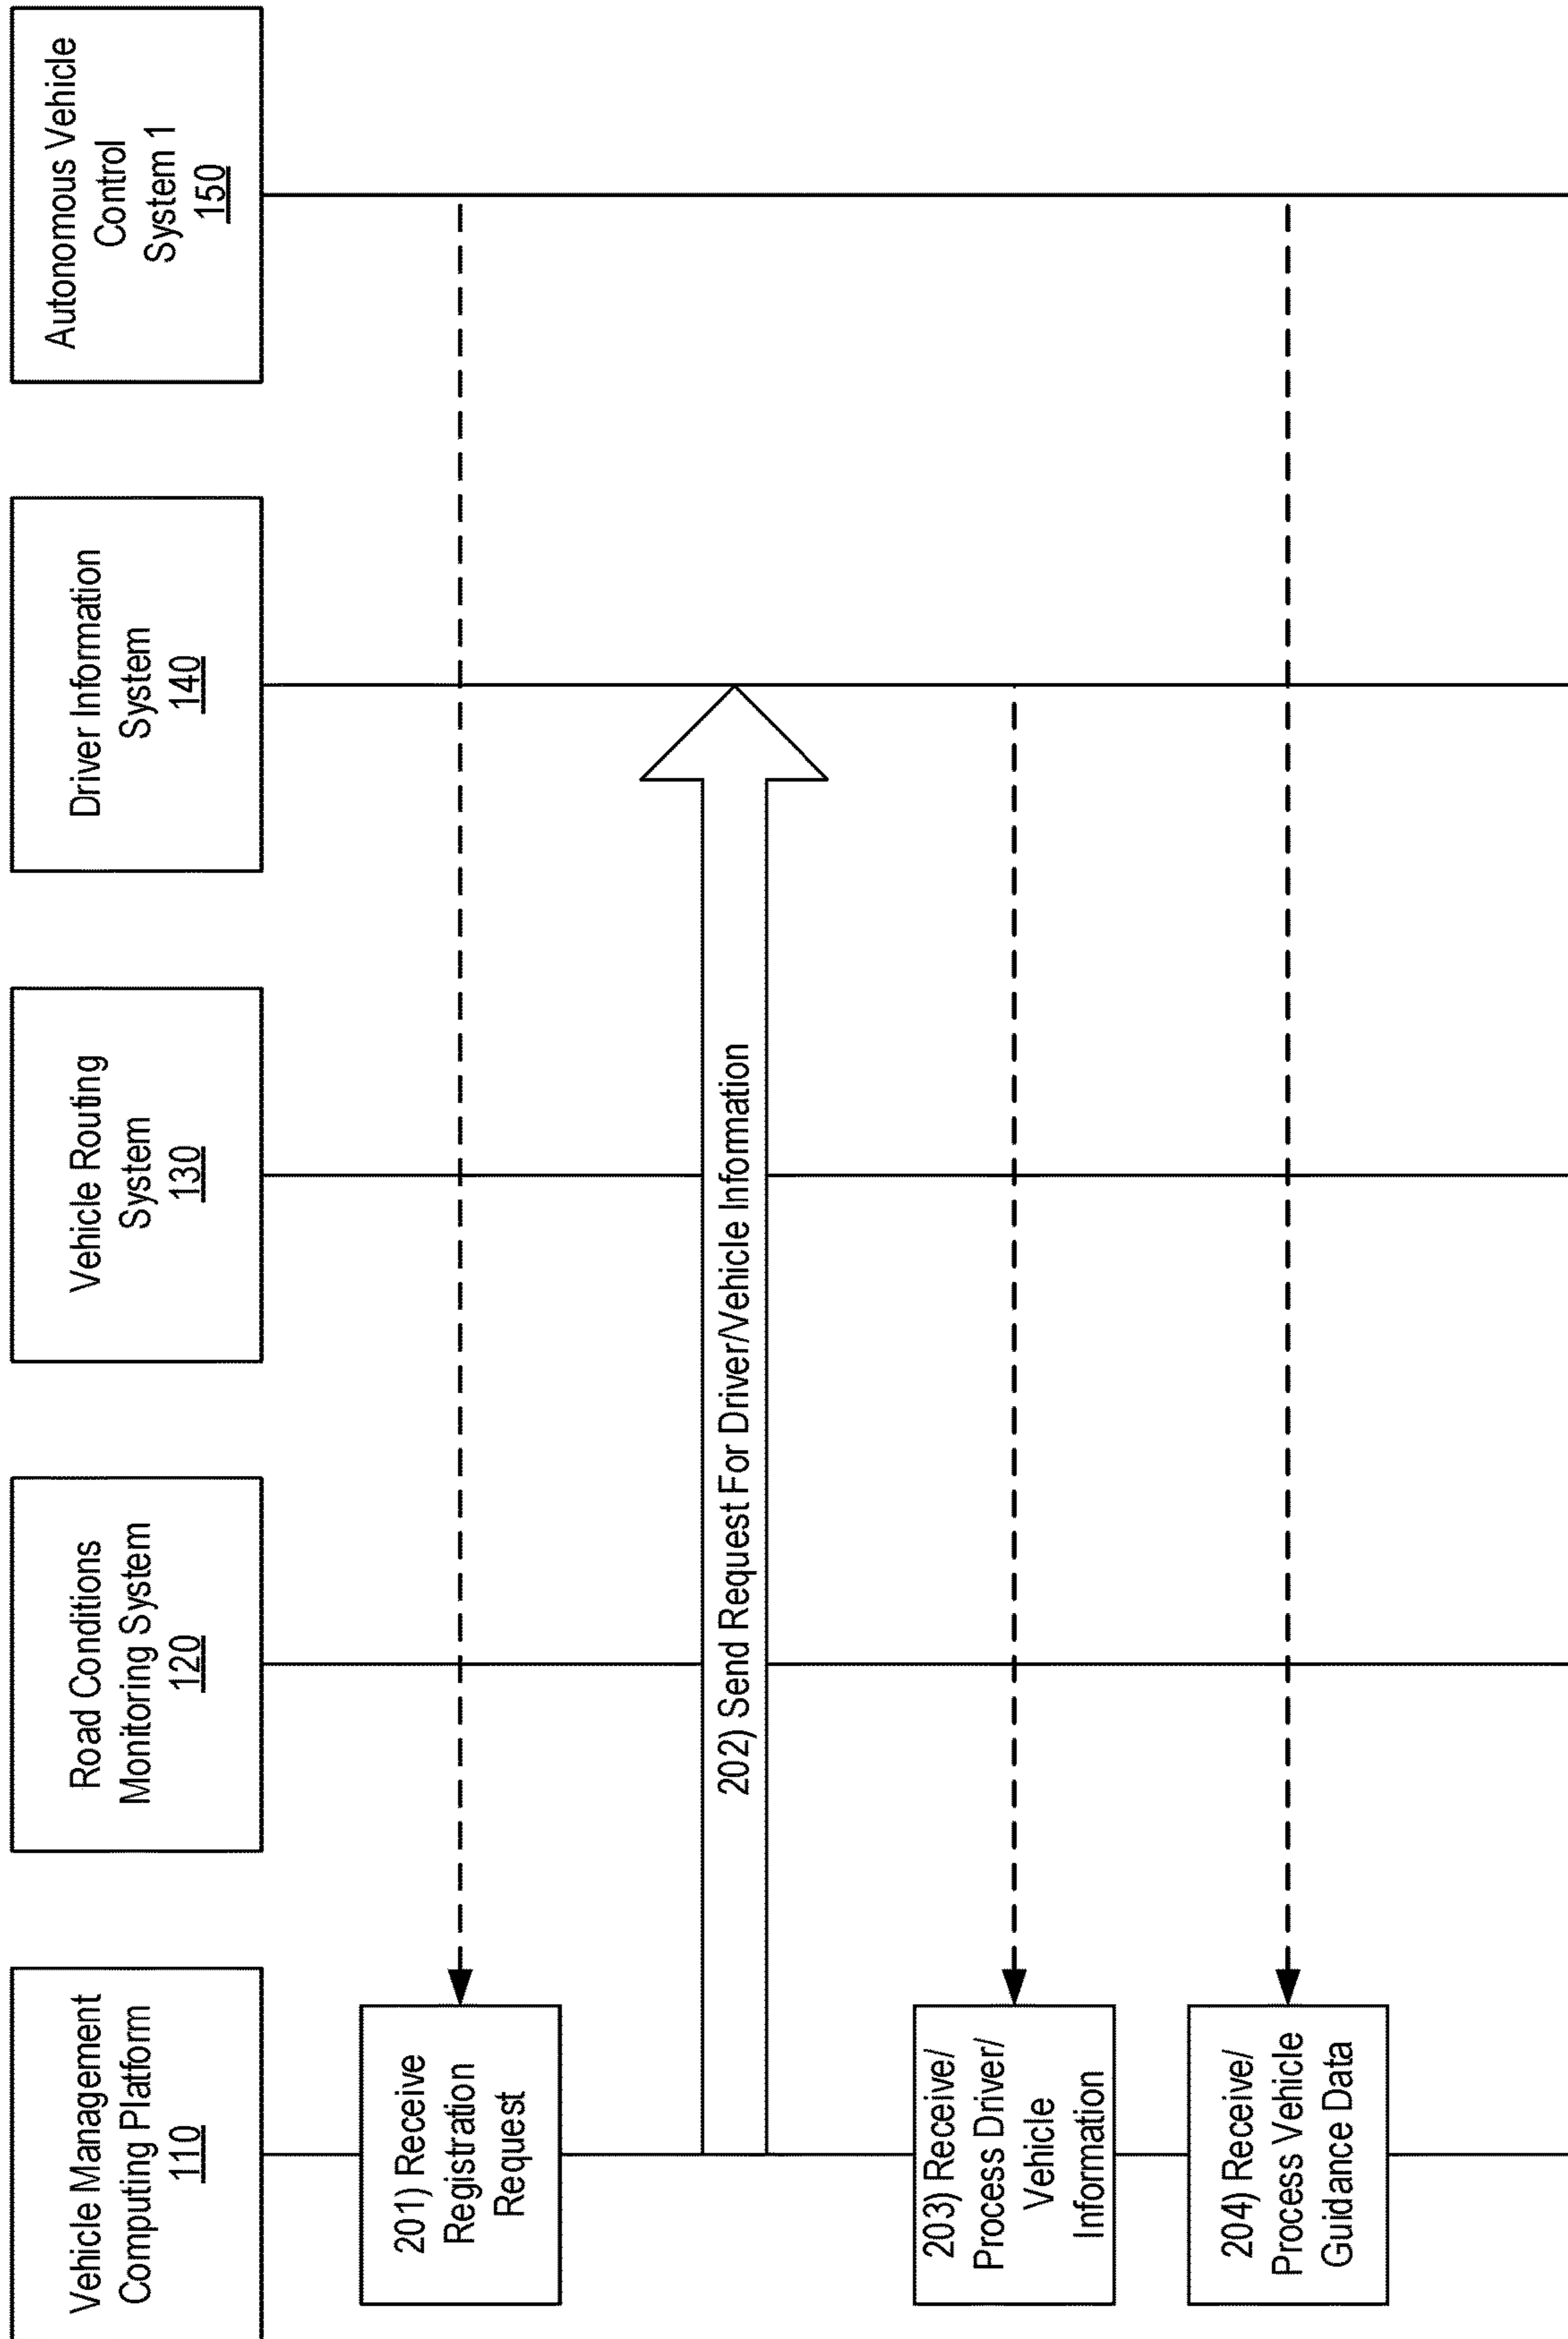 Vehicle Management
Computing Platform
110
Road Conditions
Monitoring System
120
Vehicle Routing
System
130
Driver Information
System
140
Autonomous Vehicle
Control
System 1
150
201) Receive
Registration
Request
202) Send Request For Driver/Vehicle Information
203) Receive/
Process Driver/
Vehicle
Information
204) Receive/
Process Vehicle
Guidance Data